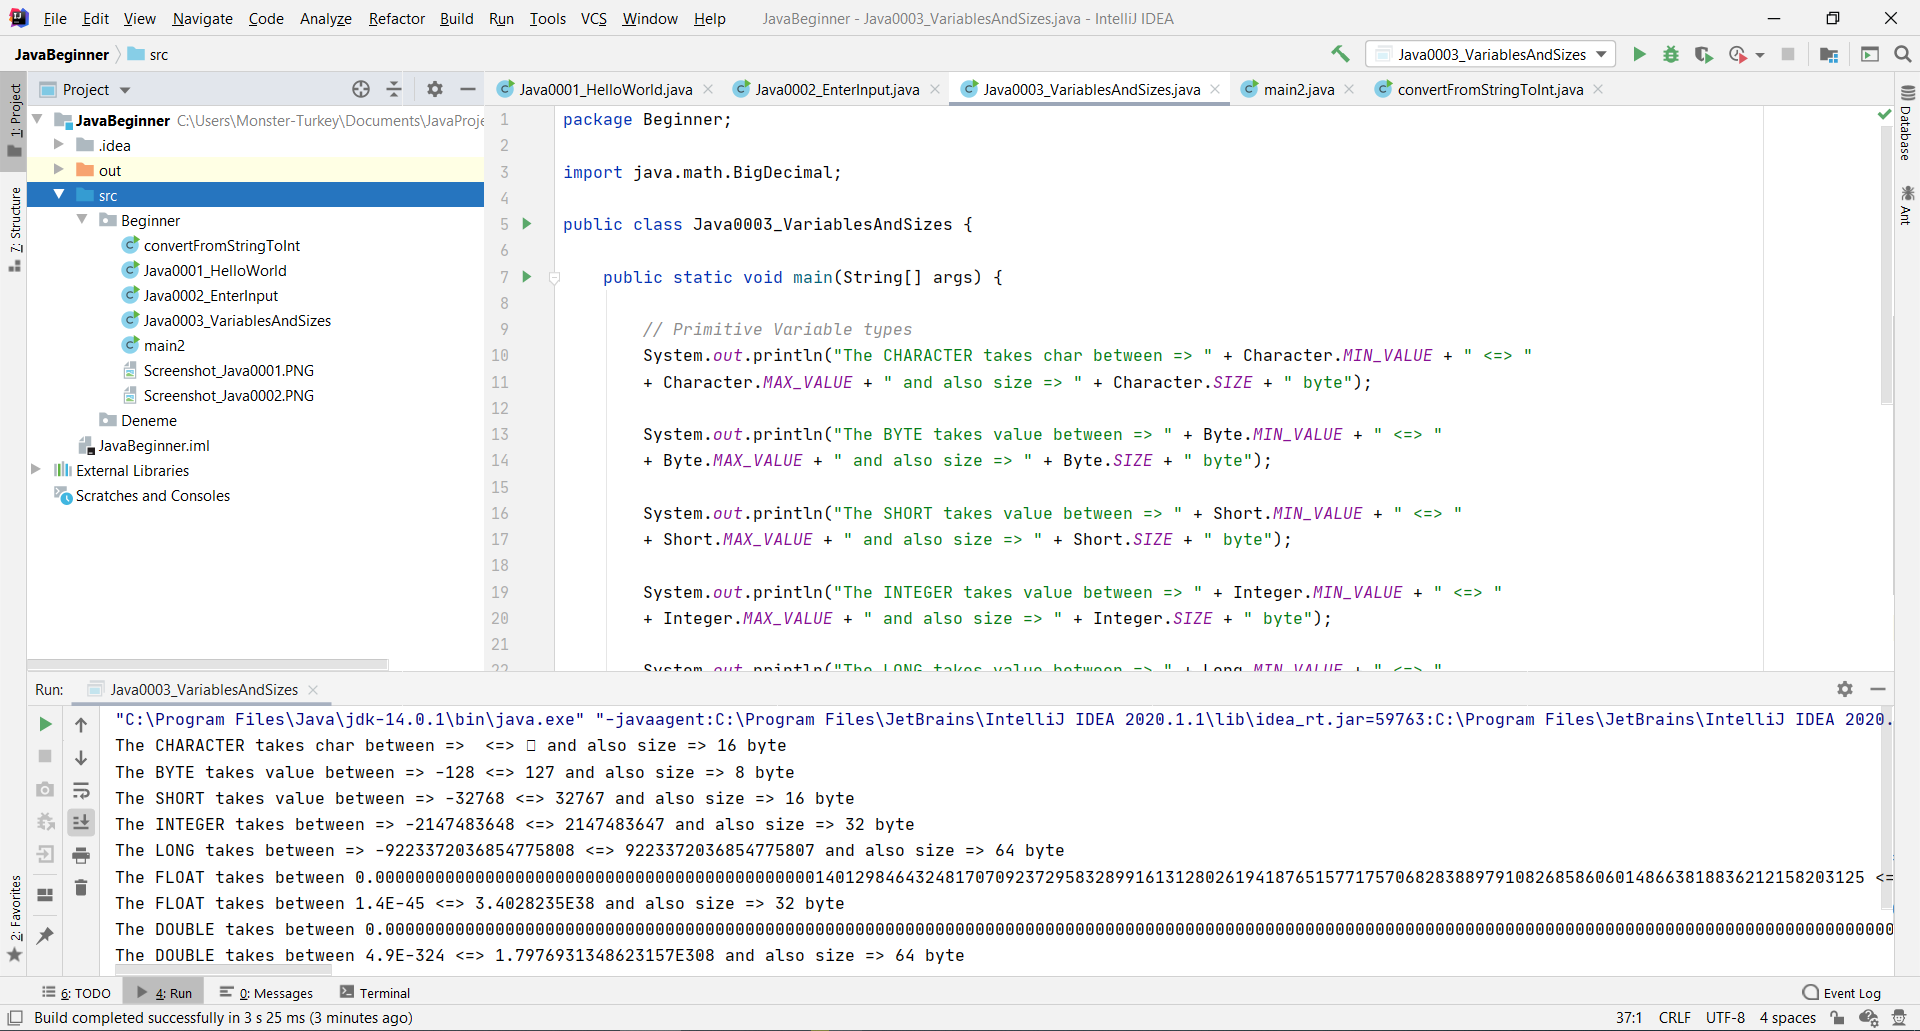 File Edit View Navigate Code Analyze Refactor Build Run Tools VCS Window Help JavaBeginner - Java0003_VariablesAndSizes.java - IntelliJ IDEA
JavaBeginner src Java0003_VariablesAndSizes
Project
Java0001_HelloWorld.java Java0002_EnterInput.java Java0003_VariablesAndSizes.java main2.java convertFromStringToInt.java
1: Project
7: Structure
2: Favorites
JavaBeginner C:\Users\Monster-Turkey\Documents\JavaProje
.idea
out
src
Beginner
convertFromStringToInt
Java0001_HelloWorld
Java0002_EnterInput
Java0003_VariablesAndSizes
main2
Screenshot_Java0001.PNG
Screenshot_Java0002.PNG
Deneme
JavaBeginner.iml
External Libraries
Scratches and Consoles
1 package Beginner;
2
3 import java.math.BigDecimal;
4
5 public class Java0003_VariablesAndSizes {
6
7 public static void main(String[] args) {
8
9 // Primitive Variable types
10 System.out.println("The CHARACTER takes char between => " + Character.MIN_VALUE + " <=> "
11 + Character.MAX_VALUE + " and also size => " + Character.SIZE + " byte");
12
13 System.out.println("The BYTE takes value between => " + Byte.MIN_VALUE + " <=> "
14 + Byte.MAX_VALUE + " and also size => " + Byte.SIZE + " byte");
15
16 System.out.println("The SHORT takes value between => " + Short.MIN_VALUE + " <=> "
17 + Short.MAX_VALUE + " and also size => " + Short.SIZE + " byte");
18
19 System.out.println("The INTEGER takes value between => " + Integer.MIN_VALUE + " <=> "
20 + Integer.MAX_VALUE + " and also size => " + Integer.SIZE + " byte");
21
22 System.out.println("The LONG takes value between => " + Long.MIN_VALUE + " <=> "
Database
Ant
Run: Java0003_VariablesAndSizes
"C:\Program Files\Java\jdk-14.0.1\bin\java.exe" "-javaagent:C:\Program Files\JetBrains\IntelliJ IDEA 2020.1.1\lib\idea_rt.jar=59763:C:\Program Files\JetBrains\IntelliJ IDEA 2020.
The CHARACTER takes char between => <=> and also size => 16 byte
The BYTE takes value between => -128 <=> 127 and also size => 8 byte
The SHORT takes value between => -32768 <=> 32767 and also size => 16 byte
The INTEGER takes between => -2147483648 <=> 2147483647 and also size => 32 byte
The LONG takes between => -9223372036854775808 <=> 9223372036854775807 and also size => 64 byte
The FLOAT takes between <=
The FLOAT takes between 1.4E-45 <=> 3.4028235E38 and also size => 32 byte
The DOUBLE takes between
The DOUBLE takes between 4.9E-324 <=> 1.7976931348623157E308 and also size => 64 byte
6: TODO 4: Run 0: Messages Terminal Event Log
Build completed successfully in 3 s 25 ms (3 minutes ago) 37:1 CRLF UTF-8 4 spaces